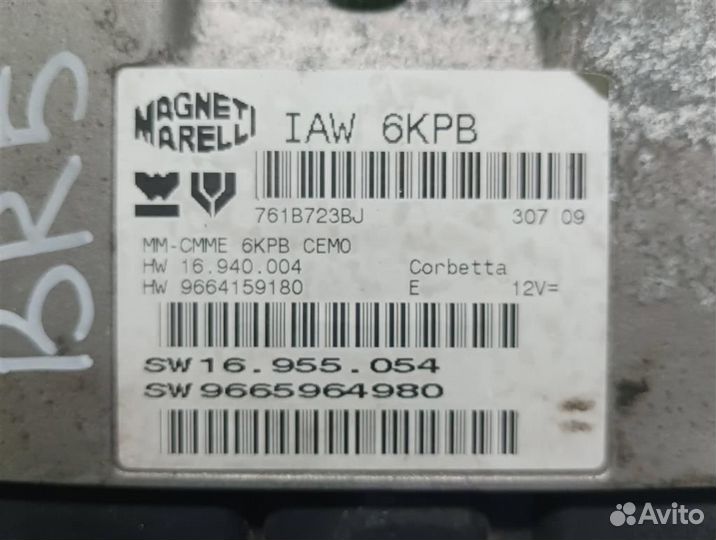 BR5
MAGNETI
MARELLI
IAW 6KPB
761B723BJ 307 09
MM-CMME 6KPB CEMO
HW 16.940.004 Corbetta
HW 9664159180 E 12V=
SW 16.955.054
SW 9665964980
Avito